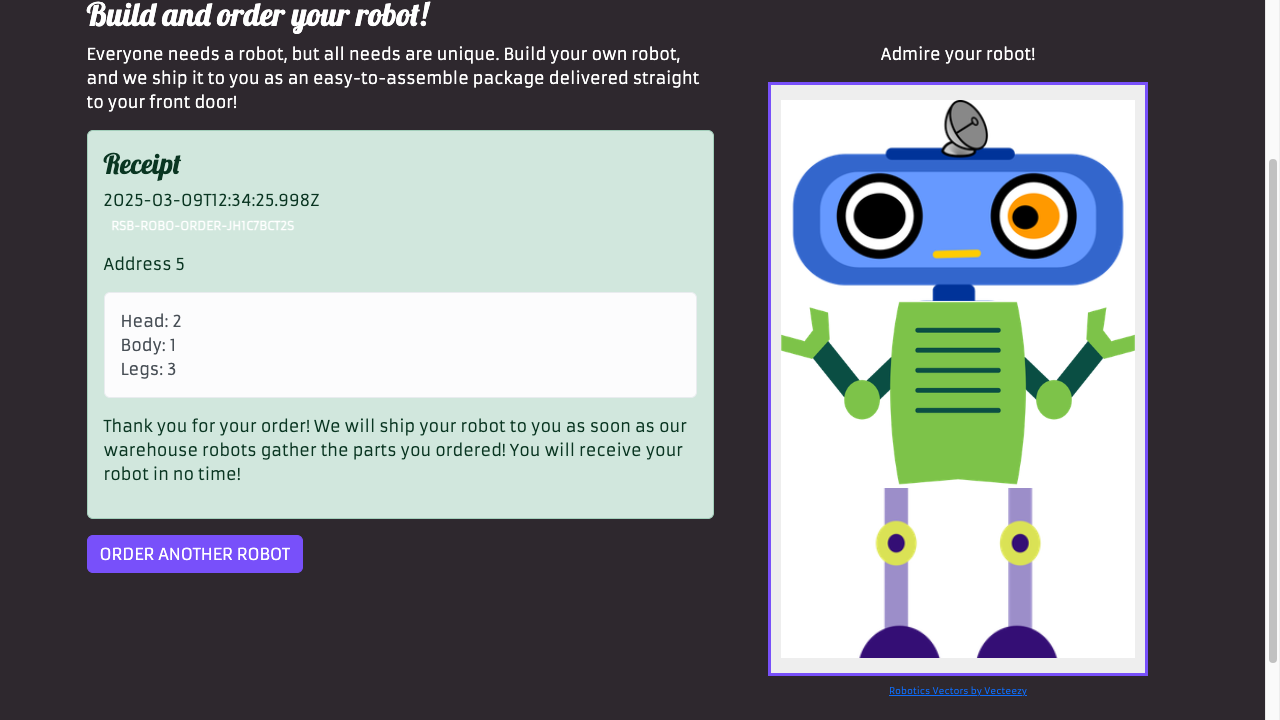 Build and order your robot!
Everyone needs a robot, but all needs are unique. Build your own robot,
and we ship it to you as an easy-to-assemble package delivered straight
to your front door!
Receipt
2025-03-09T12:34:25.998Z
RSB-ROBO-ORDER-JH1C7BCT2S
Address 5
Head: 2
Body: 1
Legs: 3
Thank you for your order! We will ship your robot to you as soon as our
warehouse robots gather the parts you ordered! You will receive your
robot in no time!
ORDER ANOTHER ROBOT
Admire your robot!
Robotics Vectors by Vecteezy